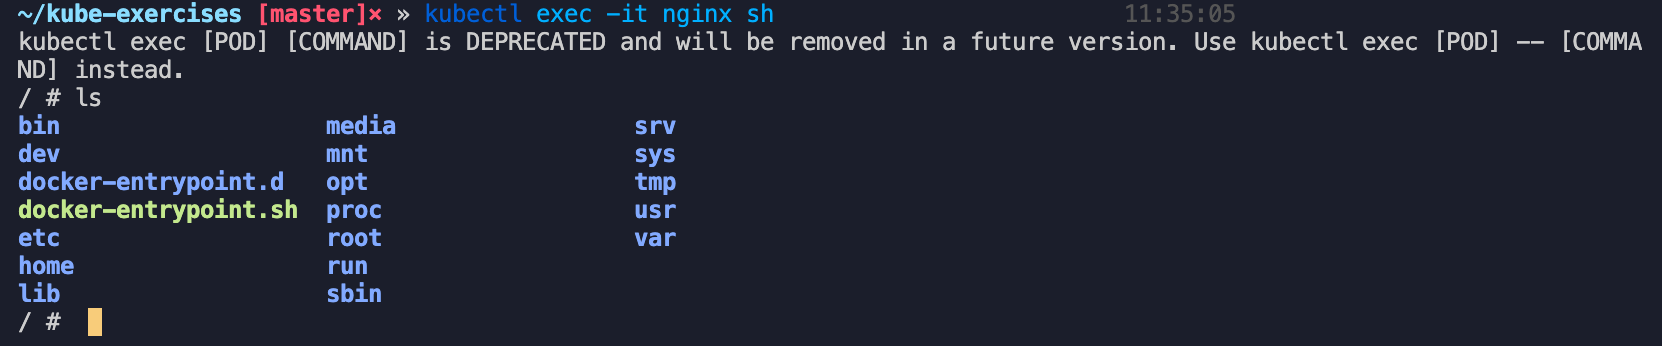 ~/kube-exercises [master]× » kubectl exec -it nginx sh 11:35:05
kubectl exec [POD] [COMMAND] is DEPRECATED and will be removed in a future version. Use kubectl exec [POD] -- [COMMA
ND] instead.
/ # ls
bin media srv
dev mnt sys
docker-entrypoint.d opt tmp
docker-entrypoint.sh proc usr
etc root var
home run
lib sbin
/ #